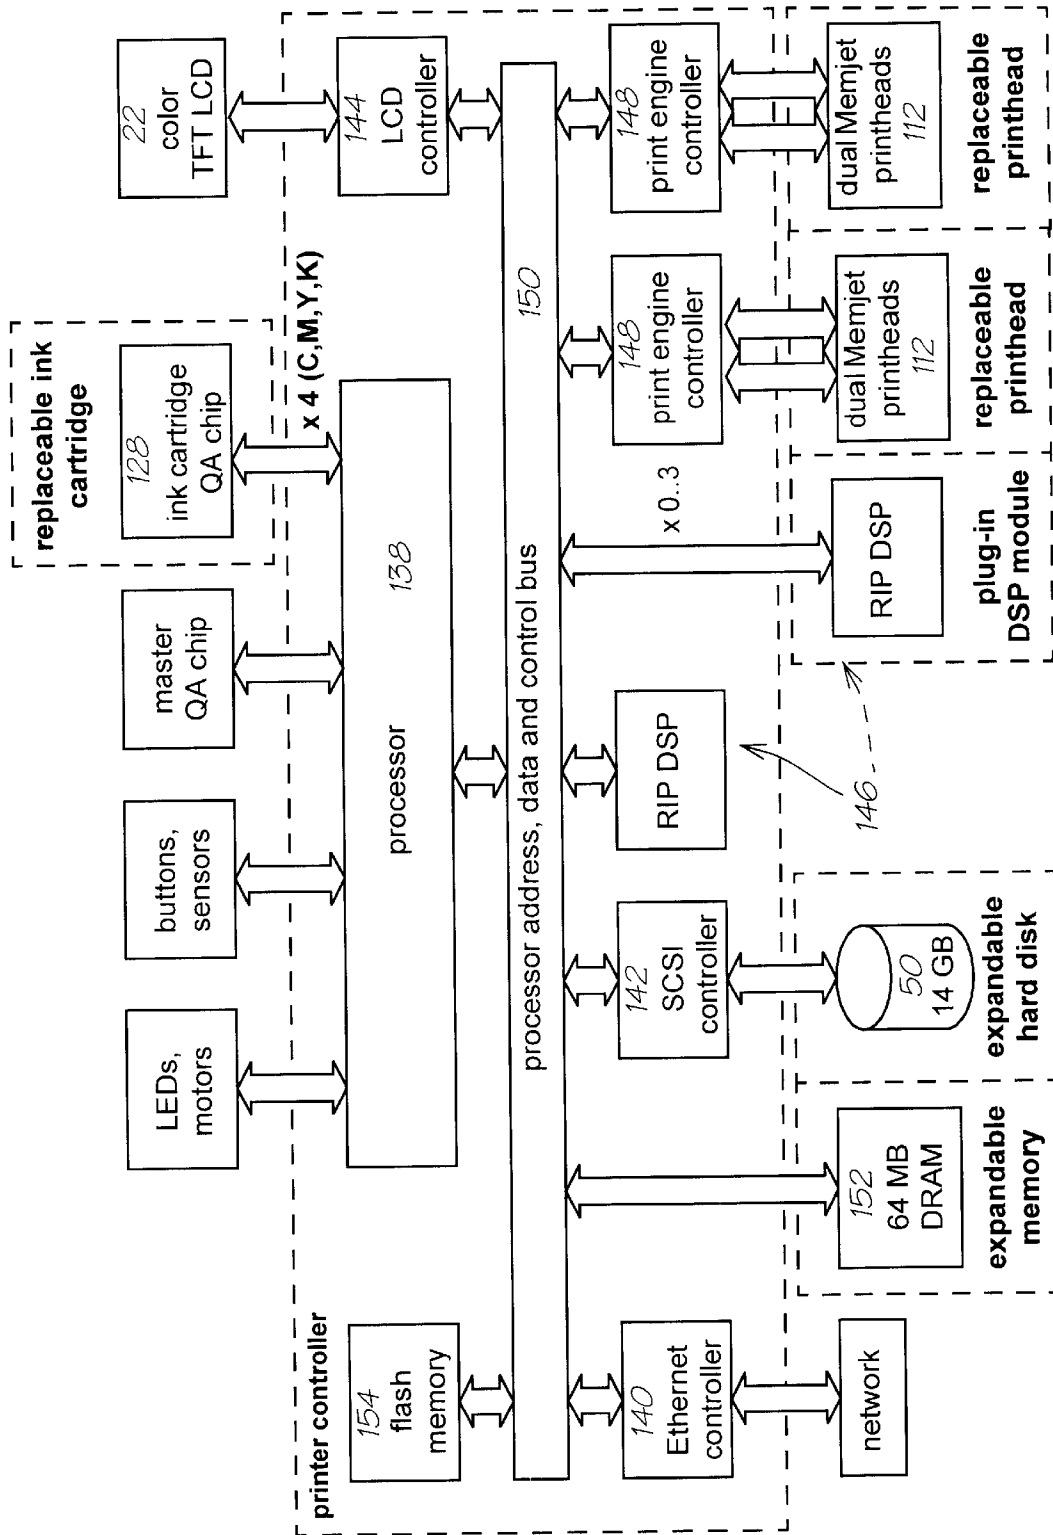 replaceable ink
cartridge
LEDs,
motors
buttons,
sensors
master
QA chip
128
ink cartridge
QA chip
22
color
TFT LCD
x 4 (C,M,Y,K)
printer controller
154
flash
memory
processor
138
144
LCD
controller
processor address, data and control bus
150
140
Ethernet
controller
142
SCSI
controller
RIP DSP
x 0..3
148
print engine
controller
148
print engine
controller
146
network
152
64 MB
DRAM
expandable
memory
50
14 GB
expandable
hard disk
RIP DSP
plug-in
DSP module
dual Memjet
printheads
112
replaceable
printhead
dual Memjet
printheads
112
replaceable
printhead